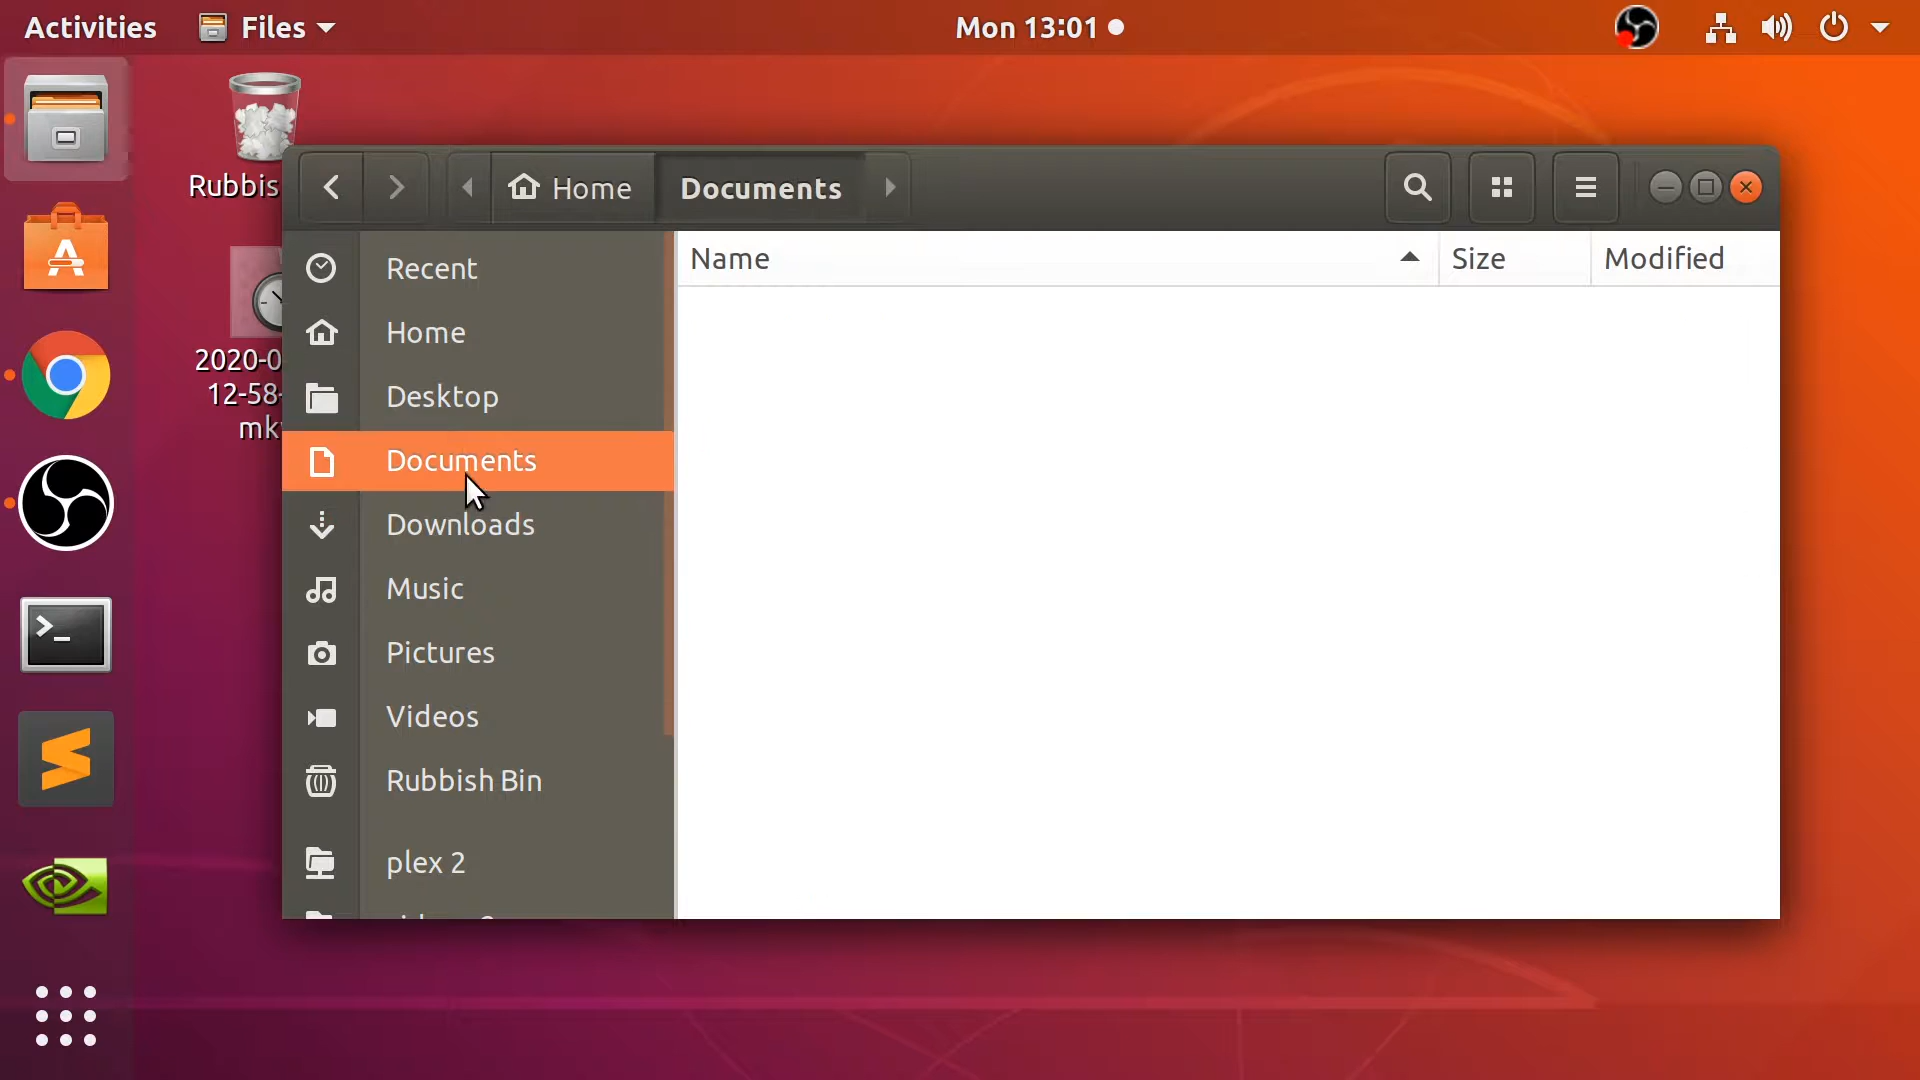 Activities
Files
Mon 13:01
Rubbis
2020-0
12-58-
mk
Home
Documents
Recent
Home
Desktop
Documents
Downloads
Music
Pictures
Videos
Rubbish Bin
plex 2
Name
Size
Modified